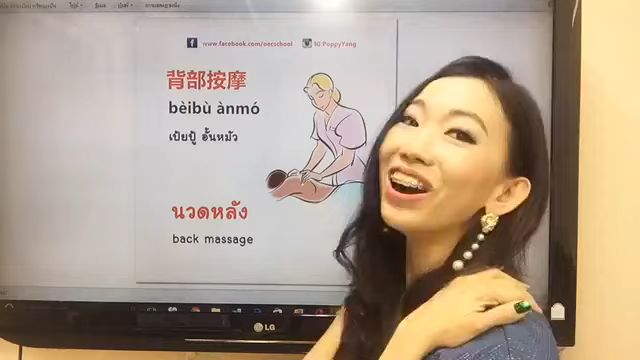 www.facebook.com/oecschool IG:PoppyYang
背部按摩
bèibù ànmó
เป้ยปู้ อั้นหมัว
นวดหลัง
back massage
LG